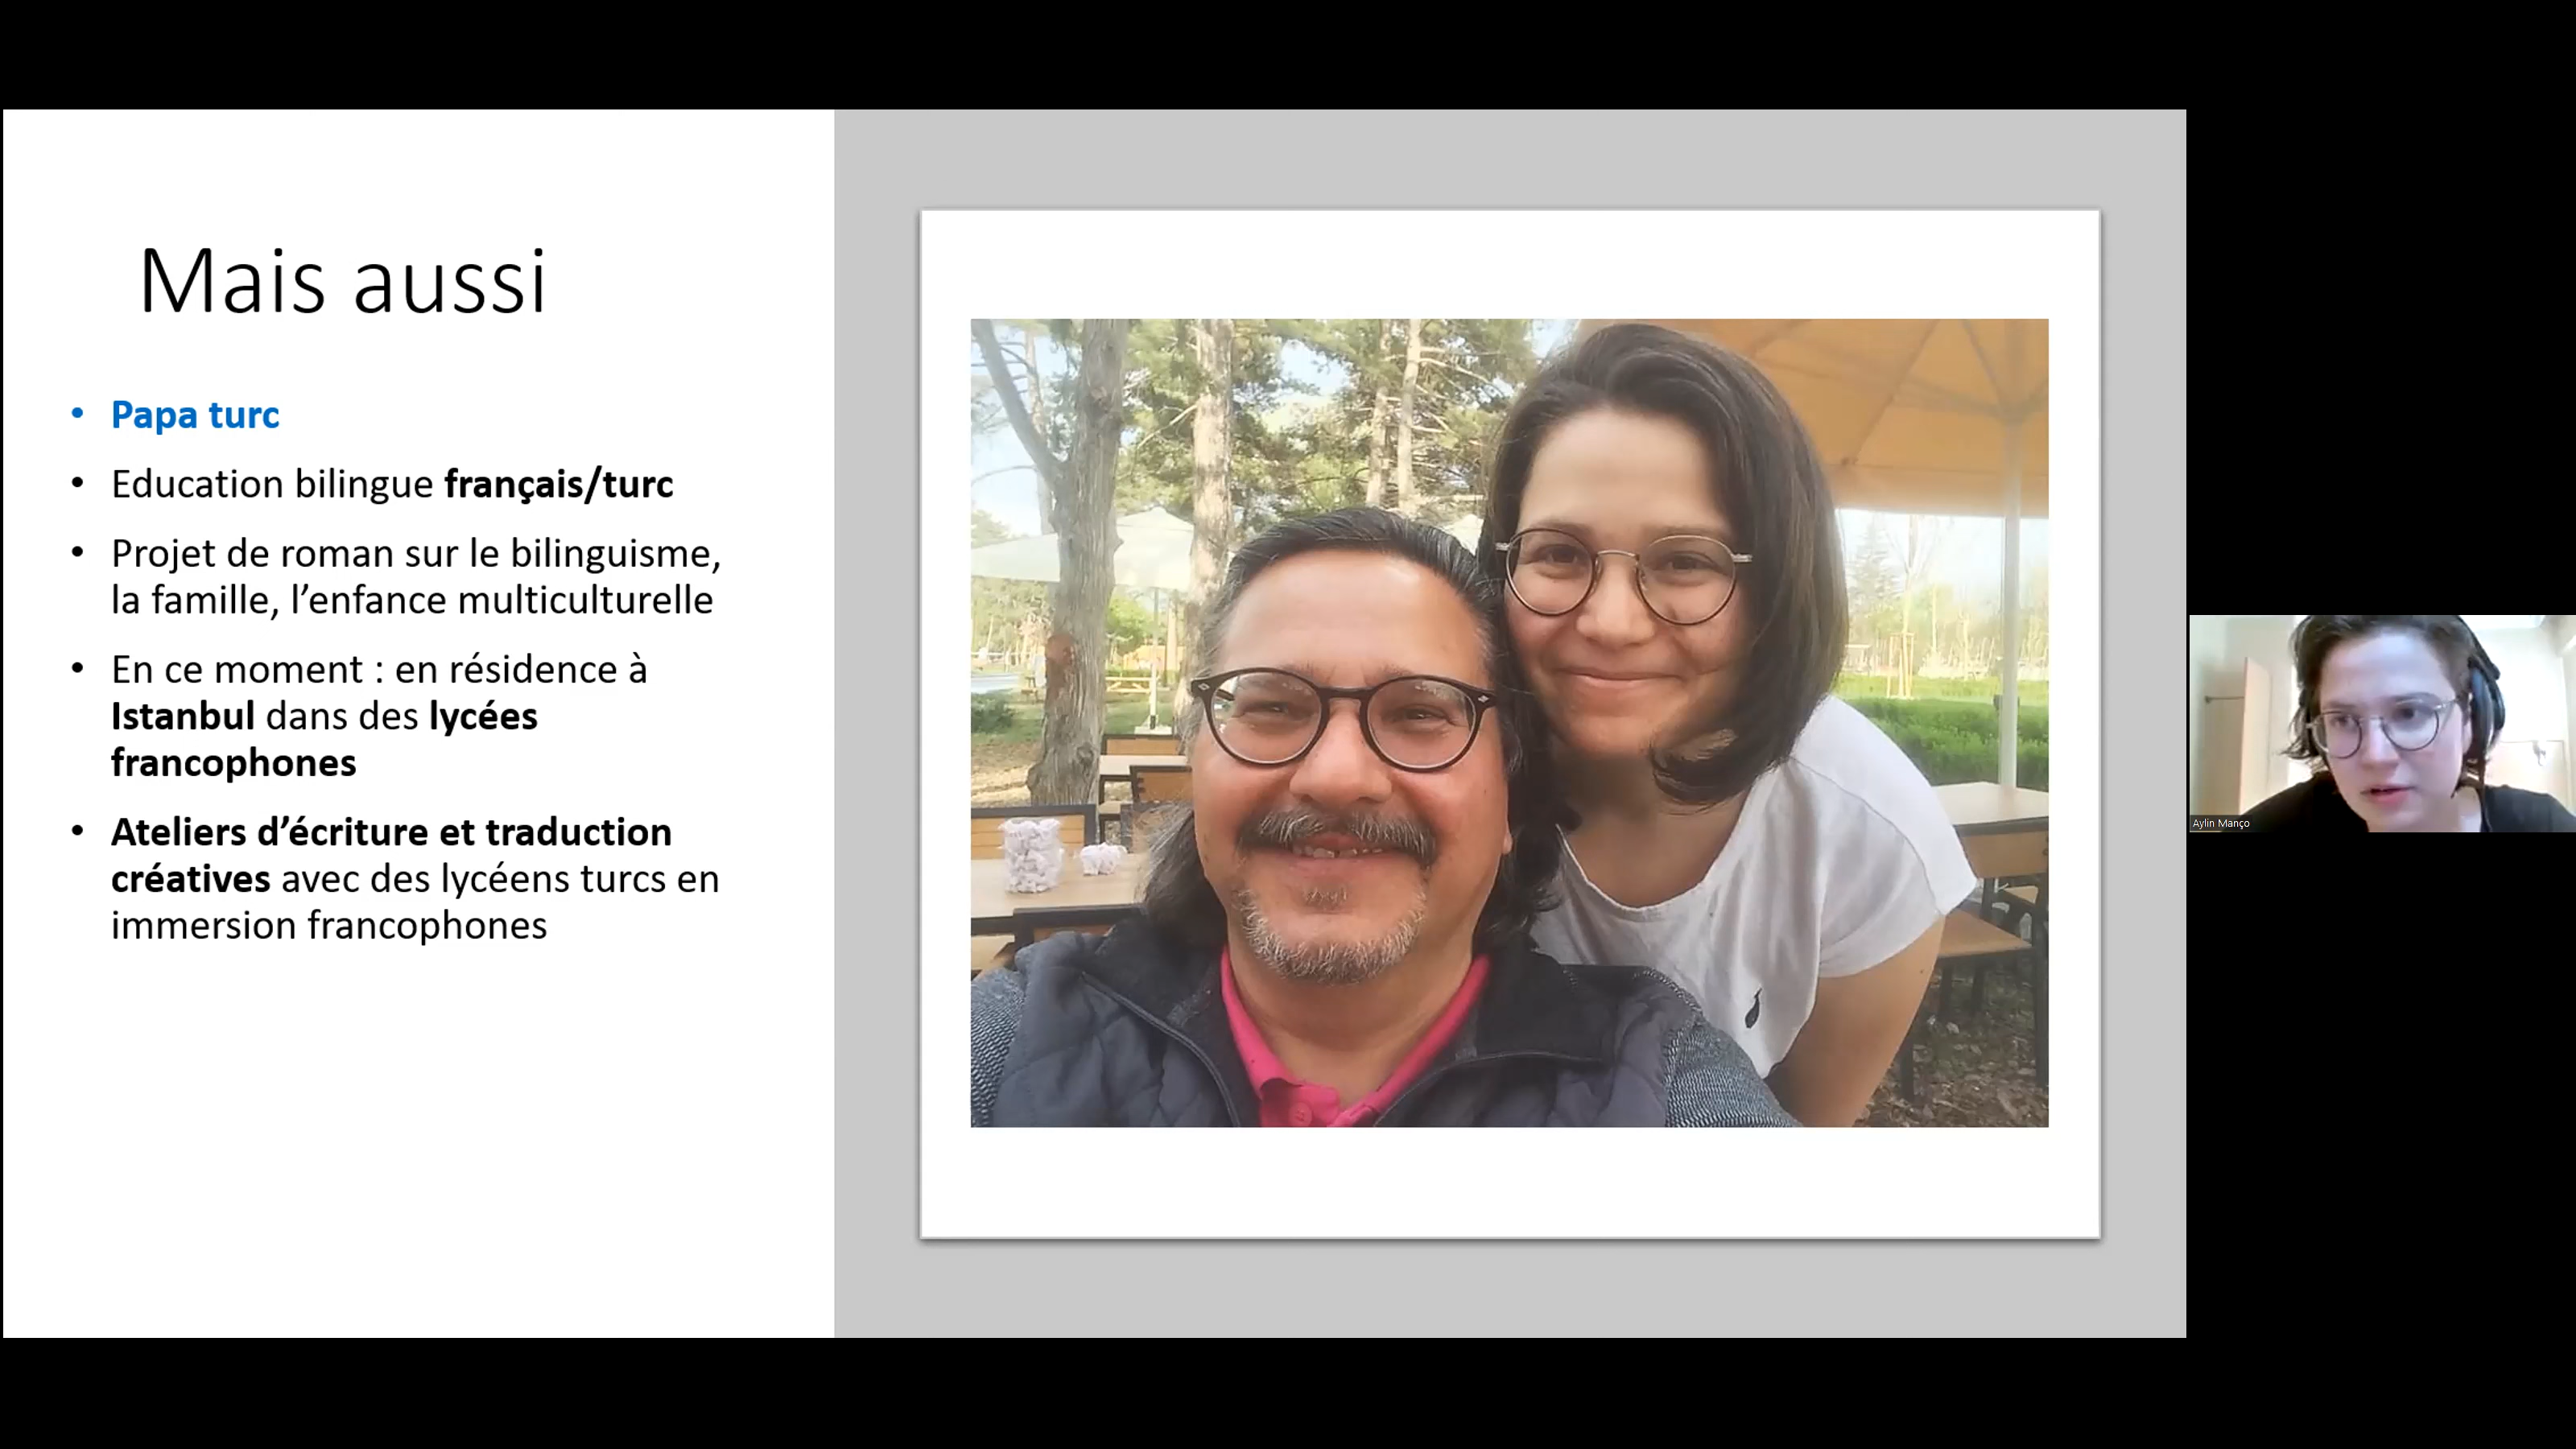 Mais aussi
• Papa turc
• Education bilingue français/turc
• Projet de roman sur le bilinguisme,
la famille, l’enfance multiculturelle
• En ce moment : en résidence à
Istanbul dans des lycées
francophones
• Ateliers d’écriture et traduction
créatives avec des lycéens turcs en
immersion francophones
Aylin Manço